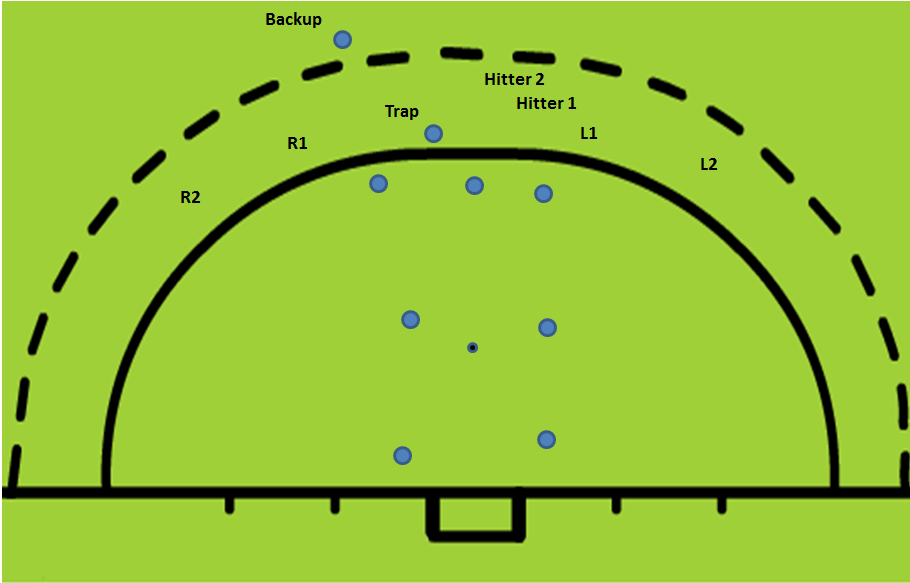 Backup
Hitter 2
Hitter 1
Trap
L1
R1
L2
R2